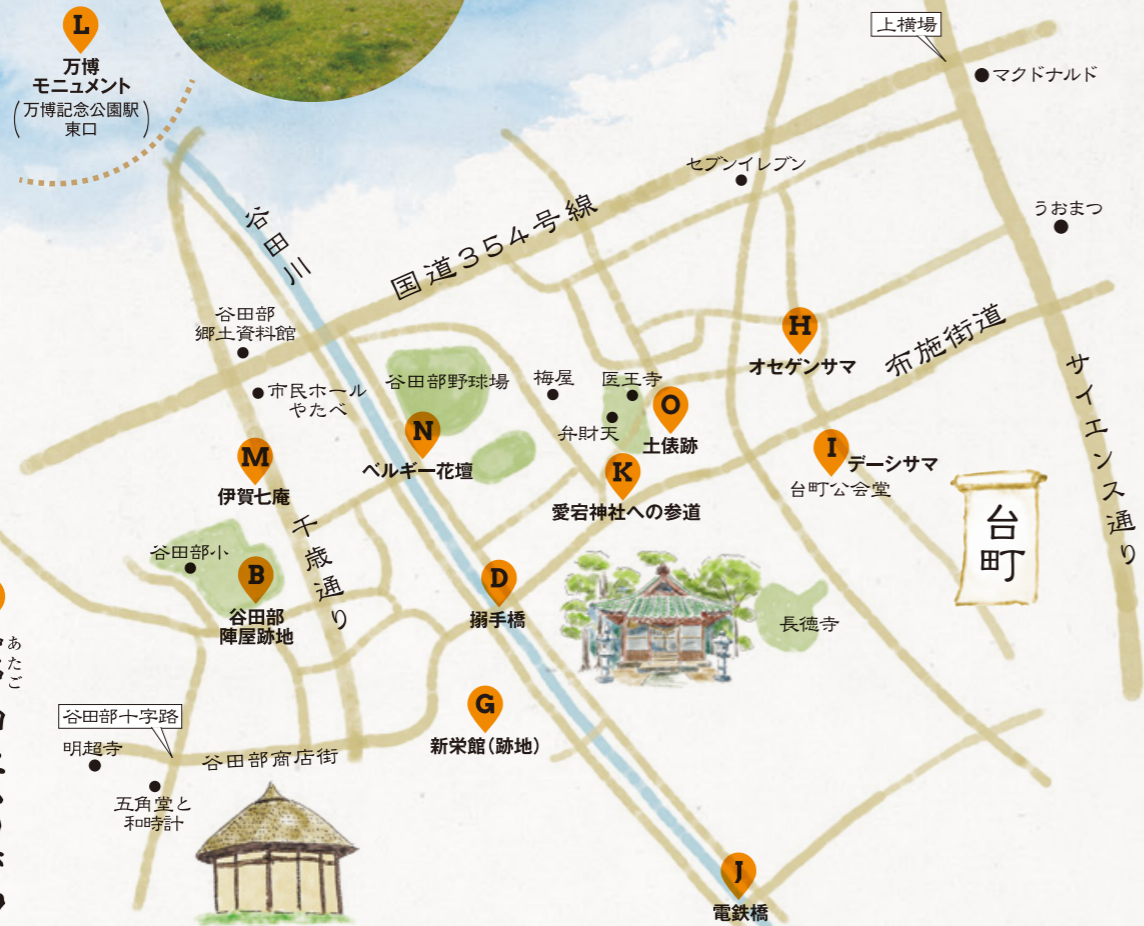 L
万博
モニュメント
(万博記念公園駅
東口)
上横場
マクドナルド
セブンイレブン
うおまつ
谷田川
国道354号線
谷田部
郷土資料館
市民ホール
やたべ
谷田部野球場
梅屋
医王寺
弁財天
H
オセゲンサマ
布施街道
サイエンス通り
O
土俵跡
N
ベルギー花壇
K
愛宕神社への参道
I
デーシサマ
台町公会堂
台町
M
伊賀七庵
千歳通り
谷田部小
B
谷田部
陣屋跡地
D
搦手橋
長徳寺
G
新栄館(跡地)
あたご
谷田部十字路
明超寺
谷田部商店街
五角堂と
和時計
J
電鉄橋